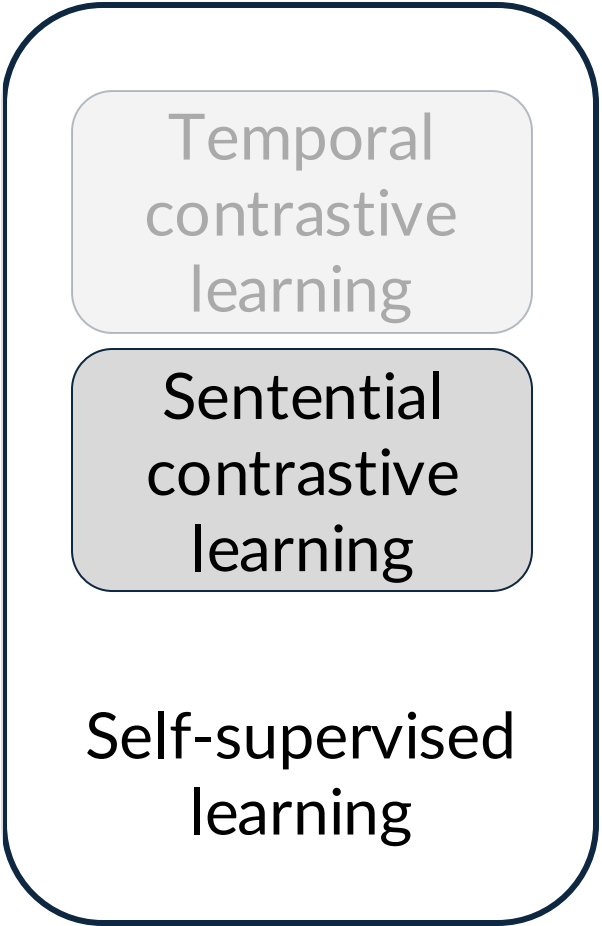 Temporal
contrastive
learning
Sentential
contrastive
learning
Self-supervised
learning